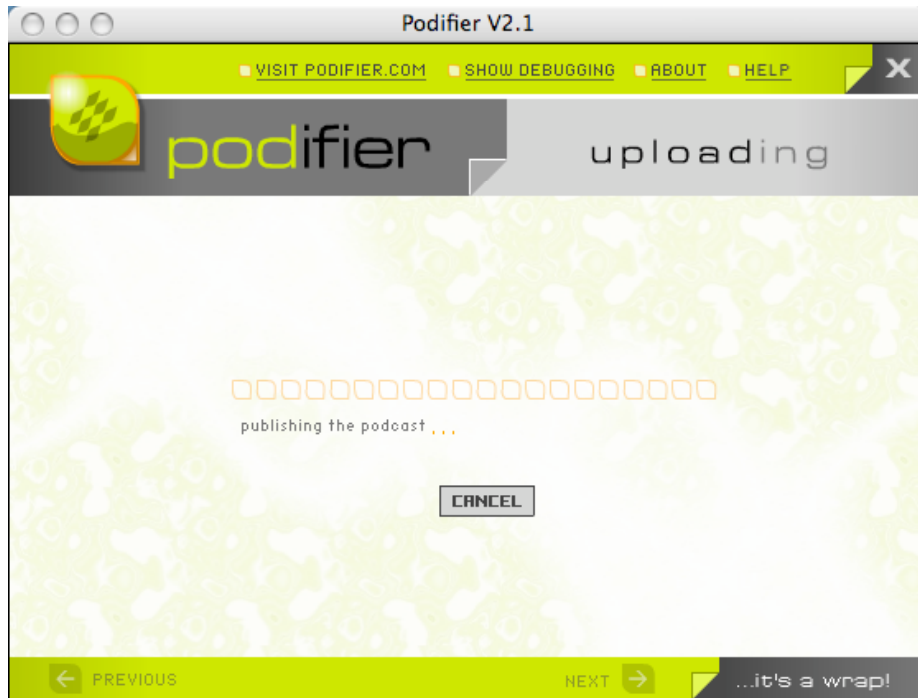 Podifier V2.1
VISIT PODIFIER.COM SHOW DEBUGGING ABOUT HELP X
podifier uploading
publishing the podcast ...
CANCEL
PREVIOUS NEXT ...it's a wrap!